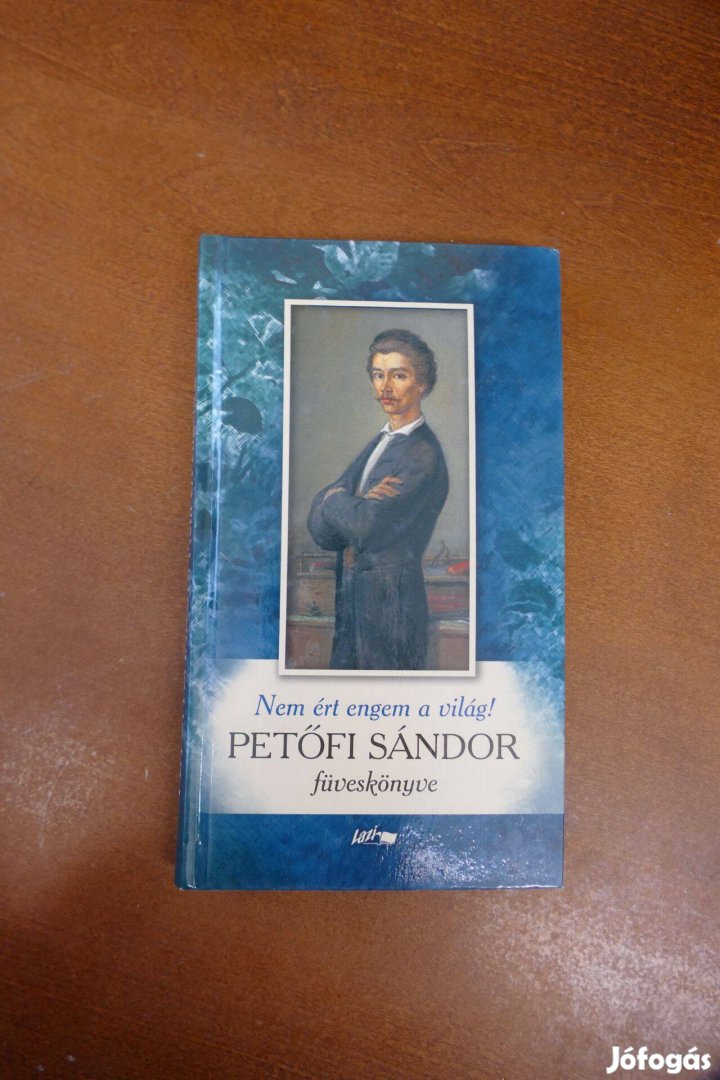 Nem ért engem a világ!
PETŐFI SÁNDOR
füveskönyve
Lazi
Jófogás